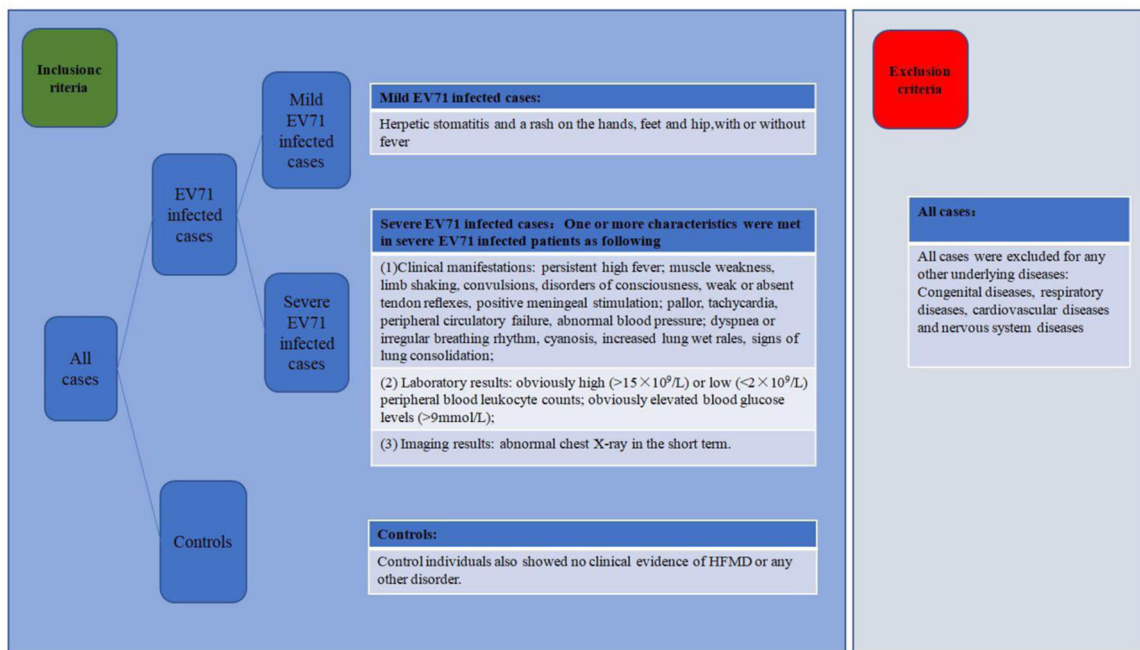 Inclusionc
riteria
All
cases
EV71
infected
cases
Controls
Mild
EV71
infected
cases
Severe
EV71
infected
cases
Mild EV71 infected cases:
Herpetic stomatitis and a rash on the hands, feet and hip,with or without
fever
Severe EV71 infected cases: One or more characteristics were met
in severe EV71 infected patients as following
(1)Clinical manifestations: persistent high fever; muscle weakness,
limb shaking, convulsions, disorders of consciousness, weak or absent
tendon reflexes, positive meningeal stimulation; pallor, tachycardia,
peripheral circulatory failure, abnormal blood pressure; dyspnea or
irregular breathing rhythm, cyanosis, increased lung wet rales, signs of
lung consolidation;
(2) Laboratory results: obviously high (>15×10⁹/L) or low (<2×10⁹/L)
peripheral blood leukocyte counts; obviously elevated blood glucose
levels (>9mmol/L);
(3) Imaging results: abnormal chest X-ray in the short term.
Controls:
Control individuals also showed no clinical evidence of HFMD or any
other disorder.
Exclusion
criteria
All cases:
All cases were excluded for any
other underlying diseases:
Congenital diseases, respiratory
diseases, cardiovascular diseases
and nervous system diseases